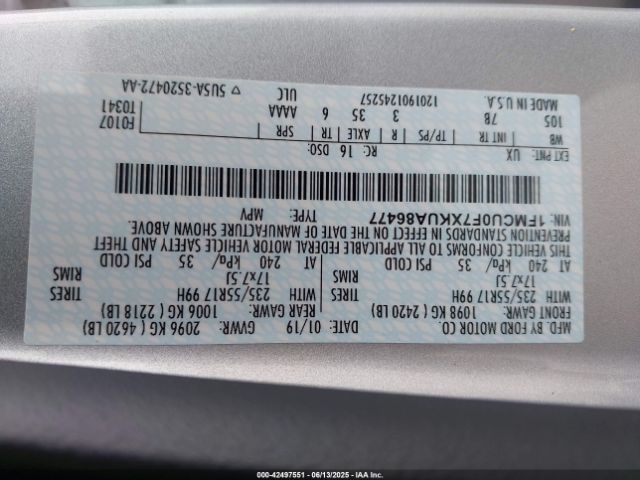 MFD. BY FORD MOTOR CO.
DATE: 01/19 GVWR: 2096 KG ( 4620 LB)
FRONT GAWR: 1098 KG ( 2420 LB) REAR GAWR: 1006 KG ( 2218 LB)
WITH 235/55R17 99H TIRES WITH 235/55R17 99H TIRES
17x7.5J RIMS 17x7.5J RIMS
AT 240 kPa/ 35 PSI COLD AT 240 kPa/ 35 PSI COLD
THIS VEHICLE CONFORMS TO ALL APPLICABLE FEDERAL MOTOR VEHICLE SAFETY AND THEFT
PREVENTION STANDARDS IN EFFECT ON THE DATE OF MANUFACTURE SHOWN ABOVE.
VIN: 1FMCU0F7XKUA86477 TYPE: MPV
EXT PNT: UX RC: 16 DSO:
WB INT TR TP/PS R AXLE TR SPR F0107
105 7B 3 35 6 AAAA T0341
MADE IN U.S.A. 1201901245257 ULC ▽ 5U5A-3520472-AA
000-42497551 - 06/13/2025 - IAA Inc.